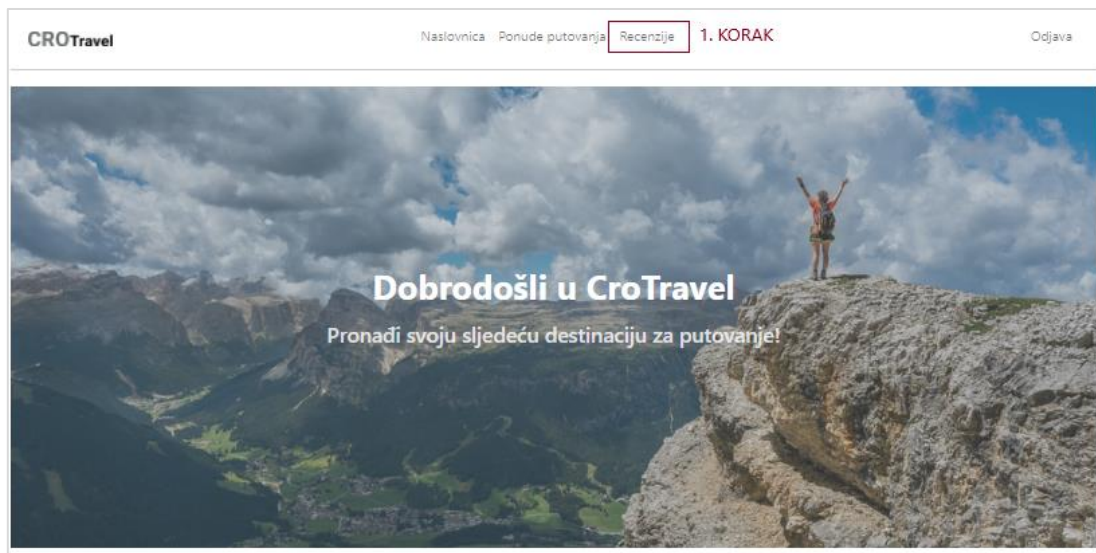 CROTravel
Naslovnica Ponude putovanja Recenzije 1. KORAK Odjava
Dobrodošli u CroTravel
Pronađi svoju sljedeću destinaciju za putovanje!